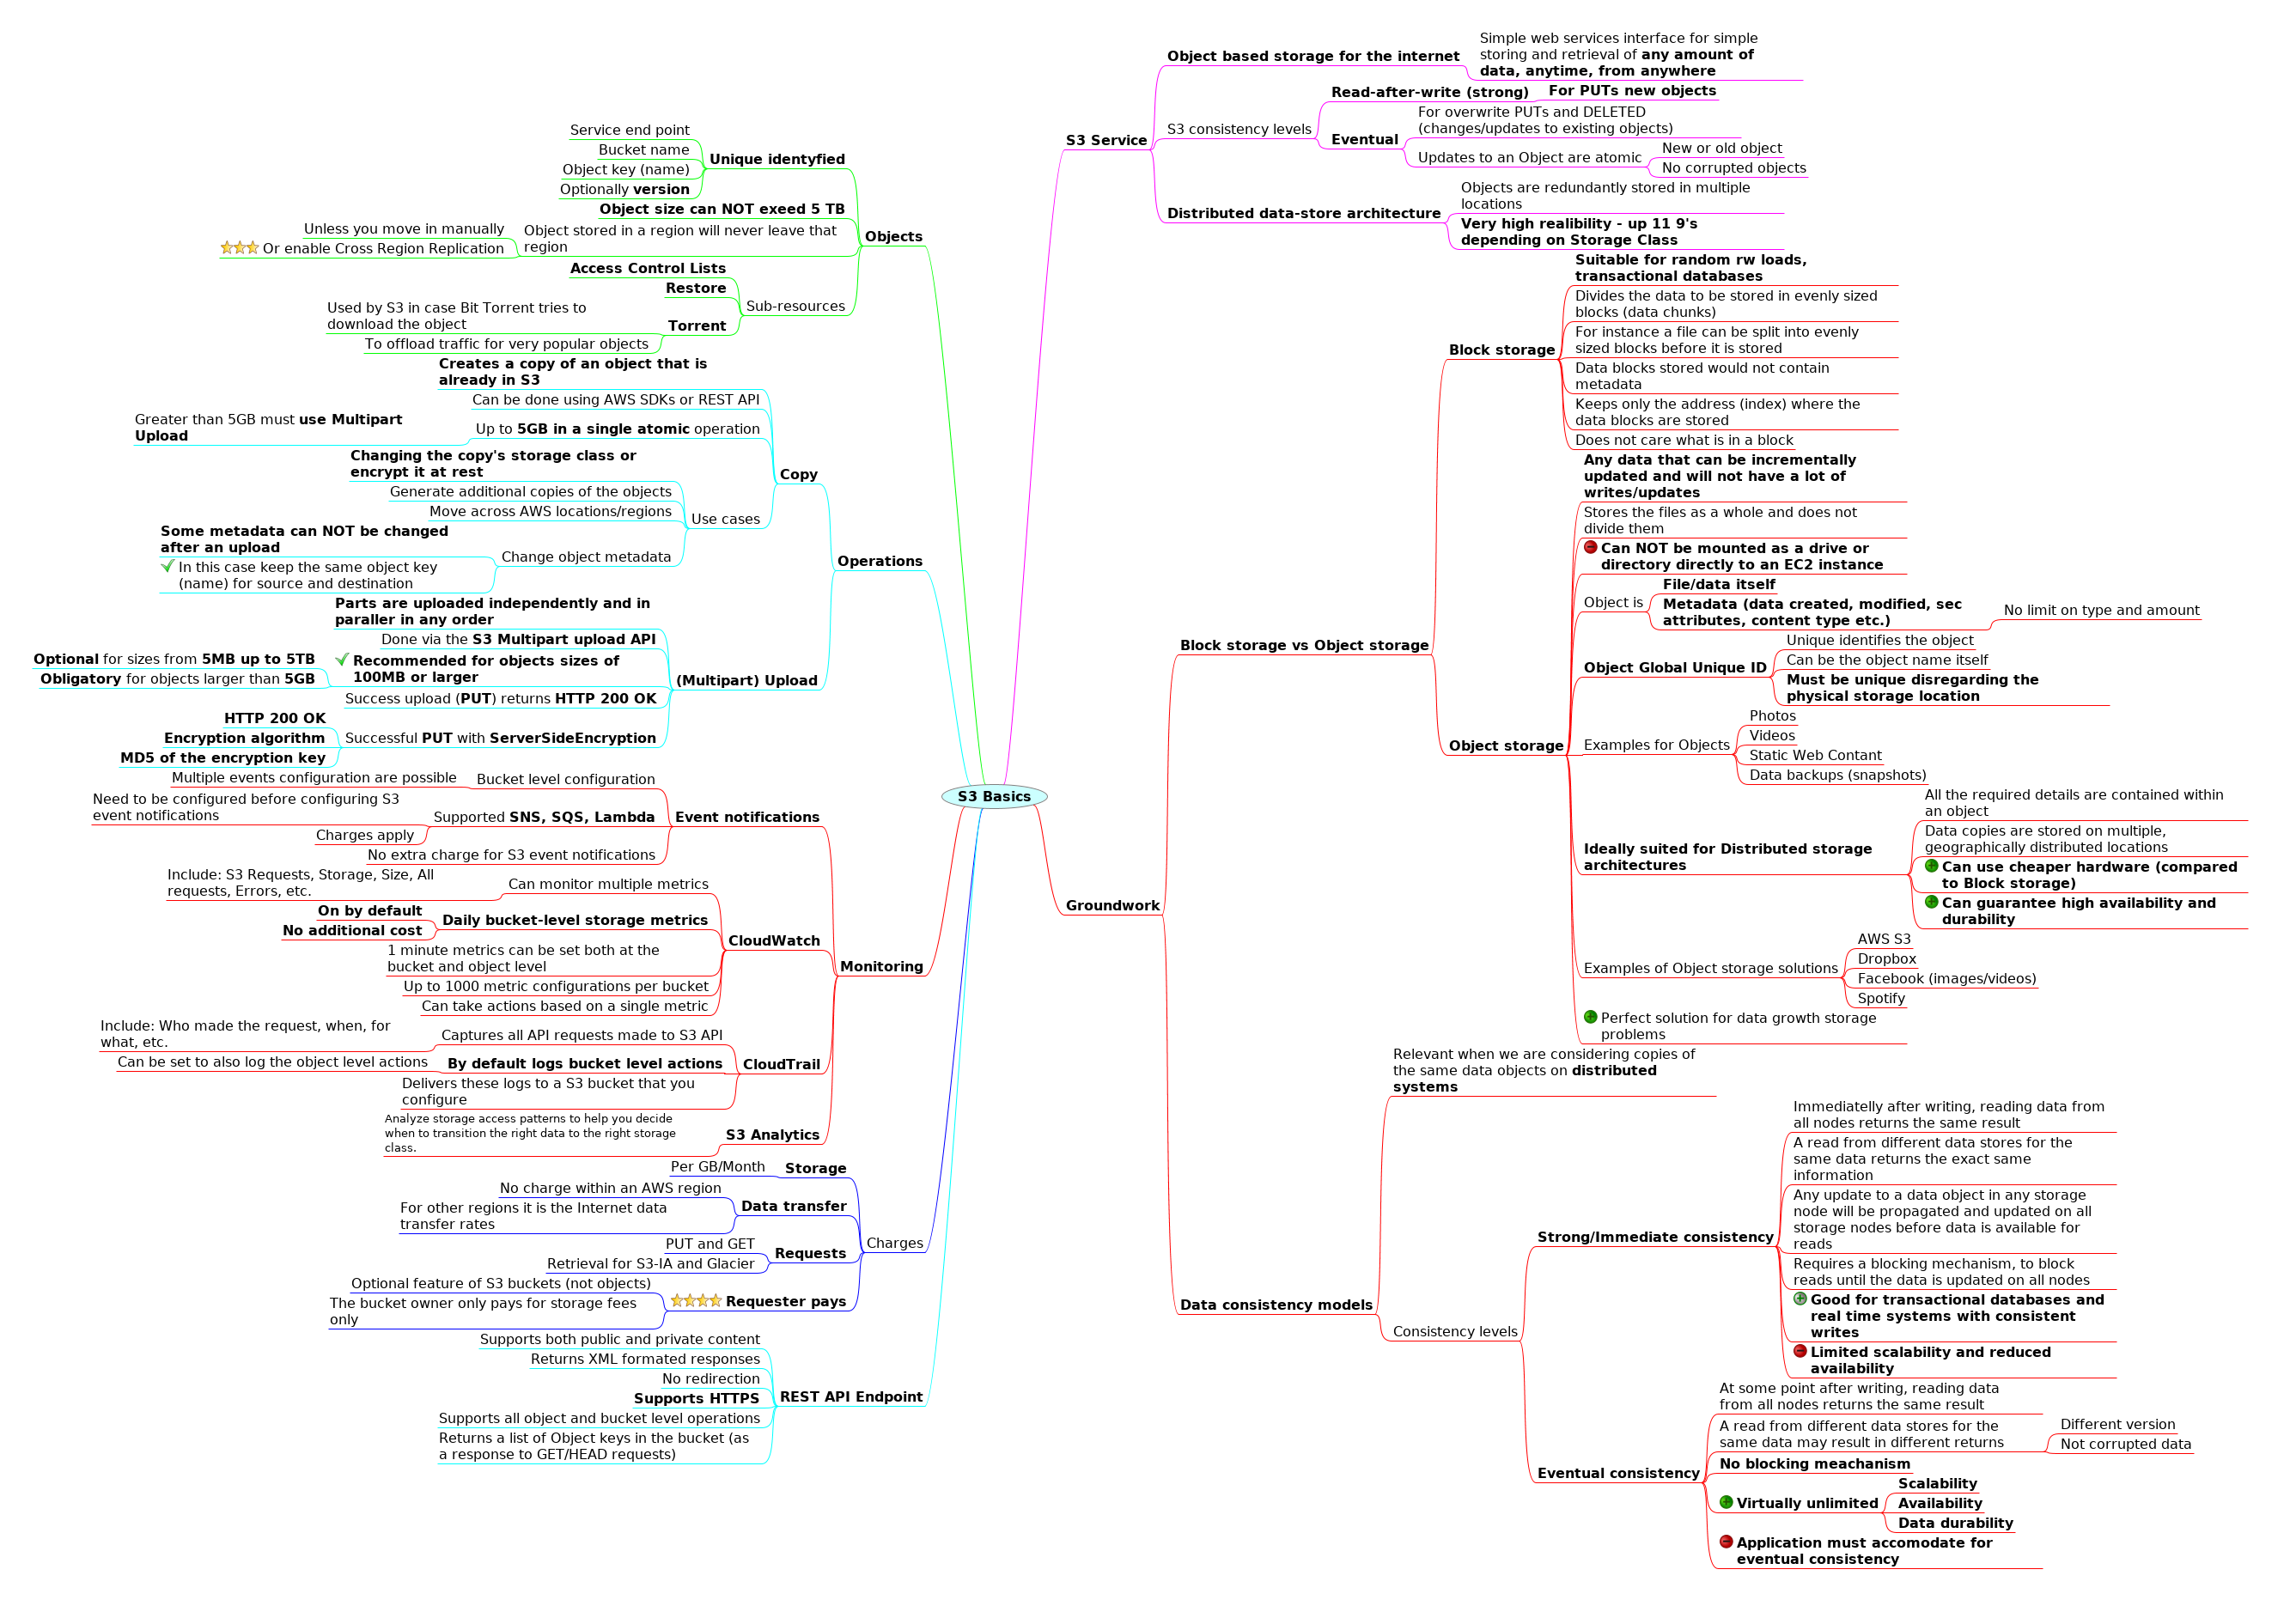 S3 Basics
S3 Service
Object based storage for the internet
Simple web services interface for simple
storing and retrieval of any amount of
data, anytime, from anywhere
S3 consistency levels
Read-after-write (strong)
For PUTs new objects
Eventual
For overwrite PUTs and DELETED
(changes/updates to existing objects)
Updates to an Object are atomic
New or old object
No corrupted objects
Distributed data-store architecture
Objects are redundantly stored in multiple
locations
Very high realibility - up 11 9's
depending on Storage Class
Groundwork
Block storage vs Object storage
Block storage
Suitable for random rw loads,
transactional databases
Divides the data to be stored in evenly sized
blocks (data chunks)
For instance a file can be split into evenly
sized blocks before it is stored
Data blocks stored would not contain
metadata
Keeps only the address (index) where the
data blocks are stored
Does not care what is in a block
Object storage
Any data that can be incrementally
updated and will not have a lot of
writes/updates
Stores the files as a whole and does not
divide them
Can NOT be mounted as a drive or
directory directly to an EC2 instance
Object is
File/data itself
Metadata (data created, modified, sec
attributes, content type etc.)
No limit on type and amount
Object Global Unique ID
Unique identifies the object
Can be the object name itself
Must be unique disregarding the
physical storage location
Examples for Objects
Photos
Videos
Static Web Contant
Data backups (snapshots)
Ideally suited for Distributed storage
architectures
All the required details are contained within
an object
Data copies are stored on multiple,
geographically distributed locations
Can use cheaper hardware (compared
to Block storage)
Can guarantee high availability and
durability
Examples of Object storage solutions
AWS S3
Dropbox
Facebook (images/videos)
Spotify
Perfect solution for data growth storage
problems
Data consistency models
Relevant when we are considering copies of
the same data objects on distributed
systems
Consistency levels
Strong/Immediate consistency
Immediatelly after writing, reading data from
all nodes returns the same result
A read from different data stores for the
same data returns the exact same
information
Any update to a data object in any storage
node will be propagated and updated on all
storage nodes before data is available for
reads
Requires a blocking mechanism, to block
reads until the data is updated on all nodes
Good for transactional databases and
real time systems with consistent
writes
Limited scalability and reduced
availability
Eventual consistency
At some point after writing, reading data
from all nodes returns the same result
A read from different data stores for the
same data may result in different returns
Different version
Not corrupted data
No blocking meachanism
Virtually unlimited
Scalability
Availability
Data durability
Application must accomodate for
eventual consistency
Objects
Unique identyfied
Service end point
Bucket name
Object key (name)
Optionally version
Object size can NOT exeed 5 TB
Object stored in a region will never leave that
region
Unless you move in manually
Or enable Cross Region Replication
Sub-resources
Access Control Lists
Restore
Torrent
Used by S3 in case Bit Torrent tries to
download the object
To offload traffic for very popular objects
Operations
Copy
Creates a copy of an object that is
already in S3
Can be done using AWS SDKs or REST API
Up to 5GB in a single atomic operation
Greater than 5GB must use Multipart
Upload
Use cases
Changing the copy's storage class or
encrypt it at rest
Generate additional copies of the objects
Move across AWS locations/regions
Change object metadata
Some metadata can NOT be changed
after an upload
In this case keep the same object key
(name) for source and destination
(Multipart) Upload
Parts are uploaded independently and in
paraller in any order
Done via the S3 Multipart upload API
Recommended for objects sizes of
100MB or larger
Optional for sizes from 5MB up to 5TB
Obligatory for objects larger than 5GB
Success upload (PUT) returns HTTP 200 OK
Successful PUT with ServerSideEncryption
HTTP 200 OK
Encryption algorithm
MD5 of the encryption key
Monitoring
Event notifications
Bucket level configuration
Multiple events configuration are possible
Supported SNS, SQS, Lambda
Need to be configured before configuring S3
event notifications
Charges apply
No extra charge for S3 event notifications
CloudWatch
Can monitor multiple metrics
Include: S3 Requests, Storage, Size, All
requests, Errors, etc.
Daily bucket-level storage metrics
On by default
No additional cost
1 minute metrics can be set both at the
bucket and object level
Up to 1000 metric configurations per bucket
Can take actions based on a single metric
CloudTrail
Captures all API requests made to S3 API
Include: Who made the request, when, for
what, etc.
By default logs bucket level actions
Can be set to also log the object level actions
Delivers these logs to a S3 bucket that you
configure
S3 Analytics
Analyze storage access patterns to help you decide
when to transition the right data to the right storage
class.
Charges
Storage
Per GB/Month
Data transfer
No charge within an AWS region
For other regions it is the Internet data
transfer rates
Requests
PUT and GET
Retrieval for S3-IA and Glacier
Requester pays
Optional feature of S3 buckets (not objects)
The bucket owner only pays for storage fees
only
REST API Endpoint
Supports both public and private content
Returns XML formated responses
No redirection
Supports HTTPS
Supports all object and bucket level operations
Returns a list of Object keys in the bucket (as
a response to GET/HEAD requests)